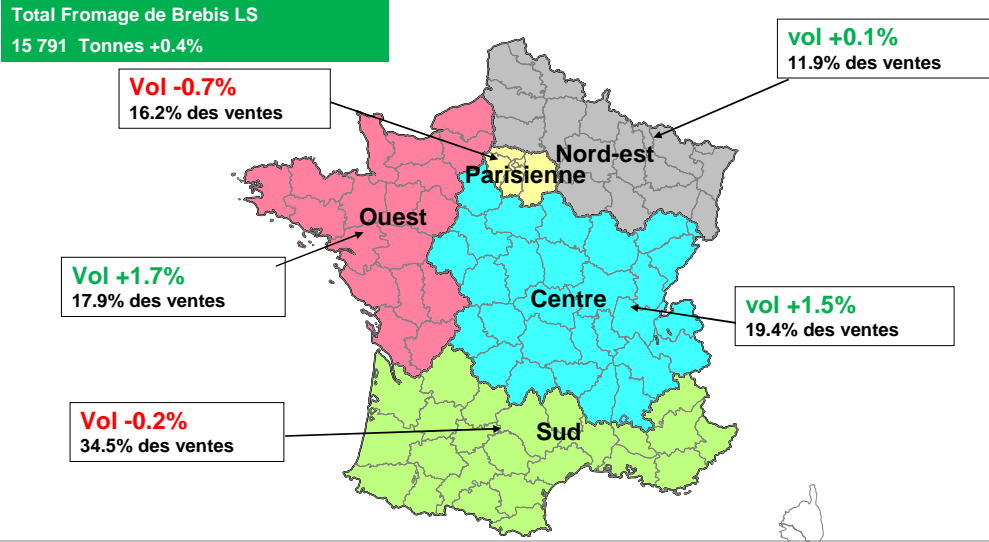 Total Fromage de Brebis LS
15 791 Tonnes +0.4%
vol +0.1%
11.9% des ventes
Vol -0.7%
16.2% des ventes
Nord-est
Parisienne
Ouest
Vol +1.7%
17.9% des ventes
Centre
vol +1.5%
19.4% des ventes
Vol -0.2%
34.5% des ventes
Sud